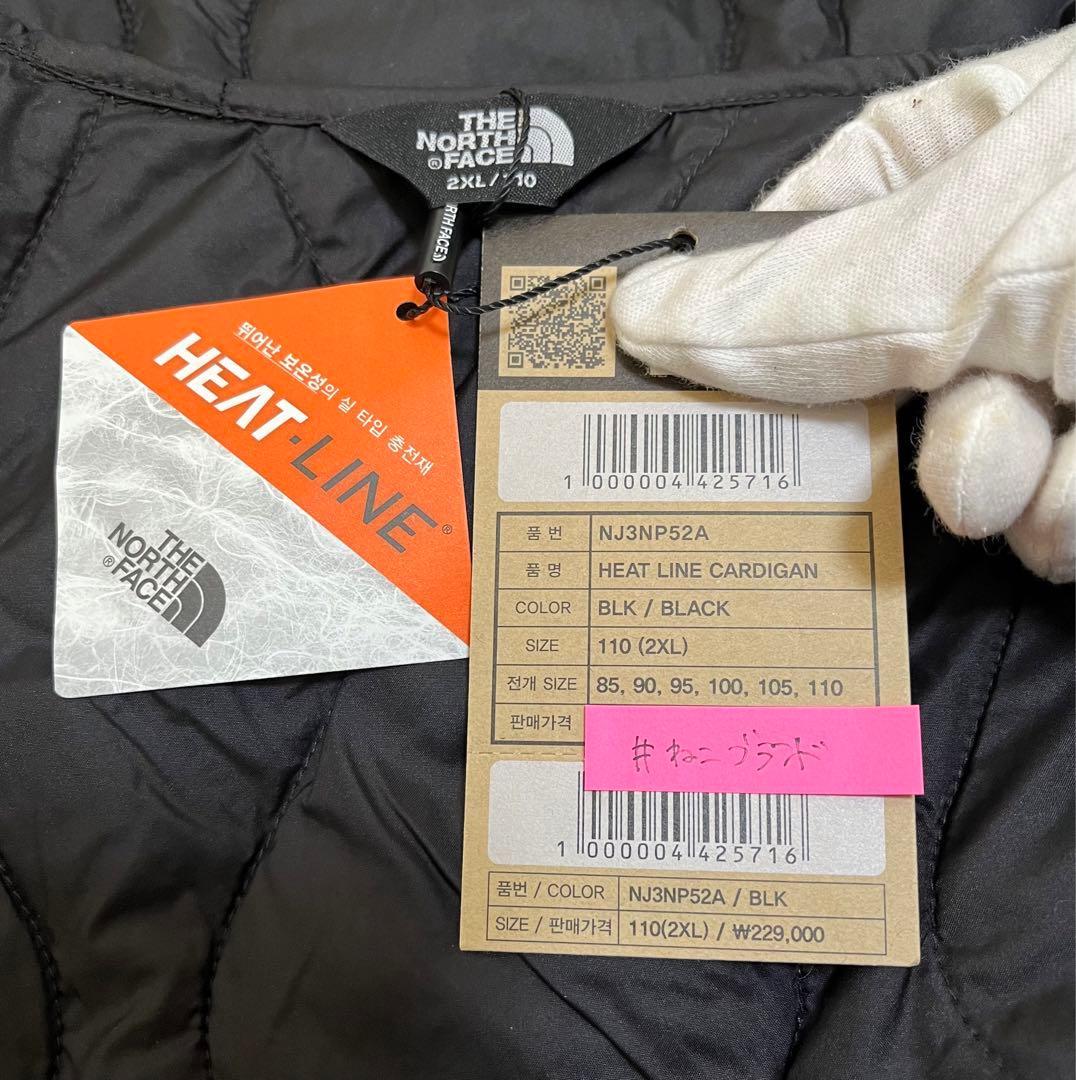 THE
NORTH
FACE
2XL/110
RTH FACE
뛰어난 보온성의 실 타입 충전재
HEAT·LINE®
THE
NORTH
®FACE
1 000004 425716
품 번 NJ3NP52A
품 명 HEAT LINE CARDIGAN
COLOR BLK / BLACK
SIZE 110 (2XL)
전개 SIZE 85, 90, 95, 100, 105, 110
판매가격
#ねこブランド
1 000004 425716
품번 / COLOR NJ3NP52A / BLK
SIZE / 판매가격 110(2XL) / ₩229,000